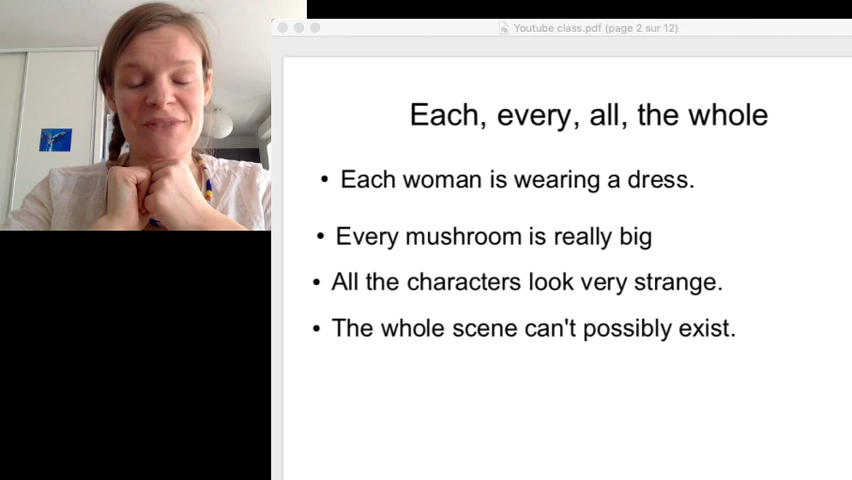 Youtube class.pdf (page 2 sur 12)
Each, every, all, the whole
• Each woman is wearing a dress.
• Every mushroom is really big
• All the characters look very strange.
• The whole scene can't possibly exist.